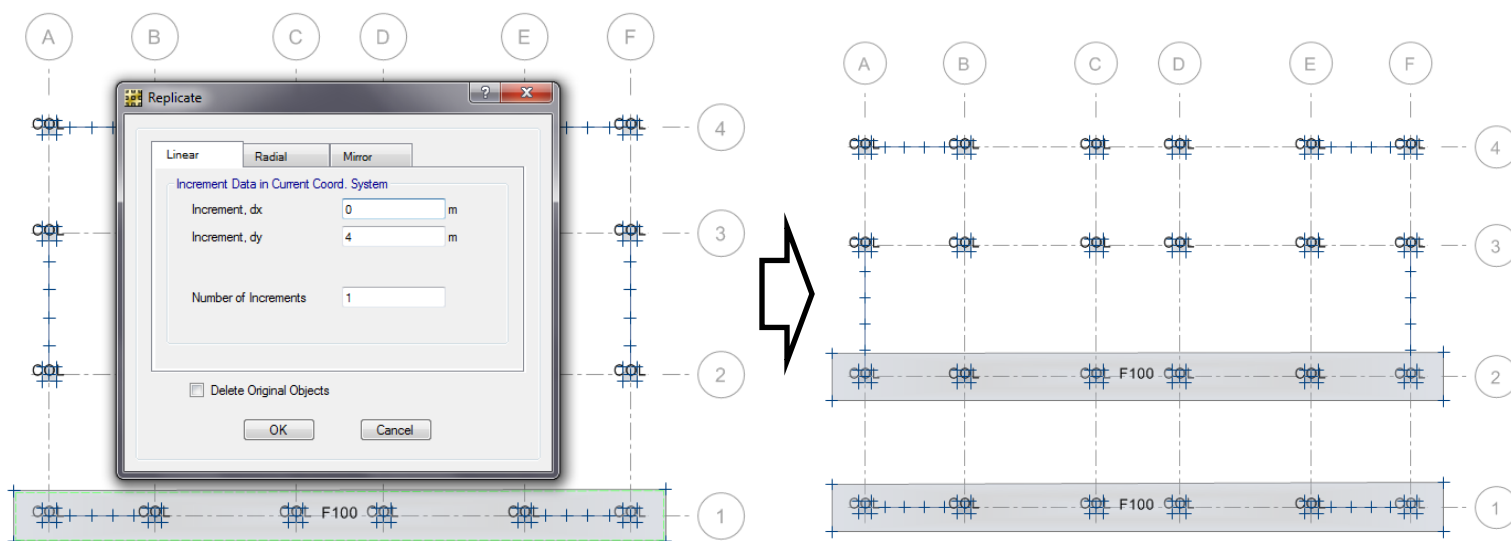 A B C D E F
Replicate
COL COL 4
Linear Radial Mirror
Increment Data in Current Coord. System
Increment, dx 0 m
Increment, dy 4 m
Number of Increments 1
Delete Original Objects
OK Cancel
COL COL 3
COL COL 2
COL COL COL F100 COL COL COL 1
A B C D E F
COL COL COL COL COL COL 4
COL COL COL COL COL COL 3
COL COL COL F100 COL COL COL 2
COL COL COL F100 COL COL COL 1